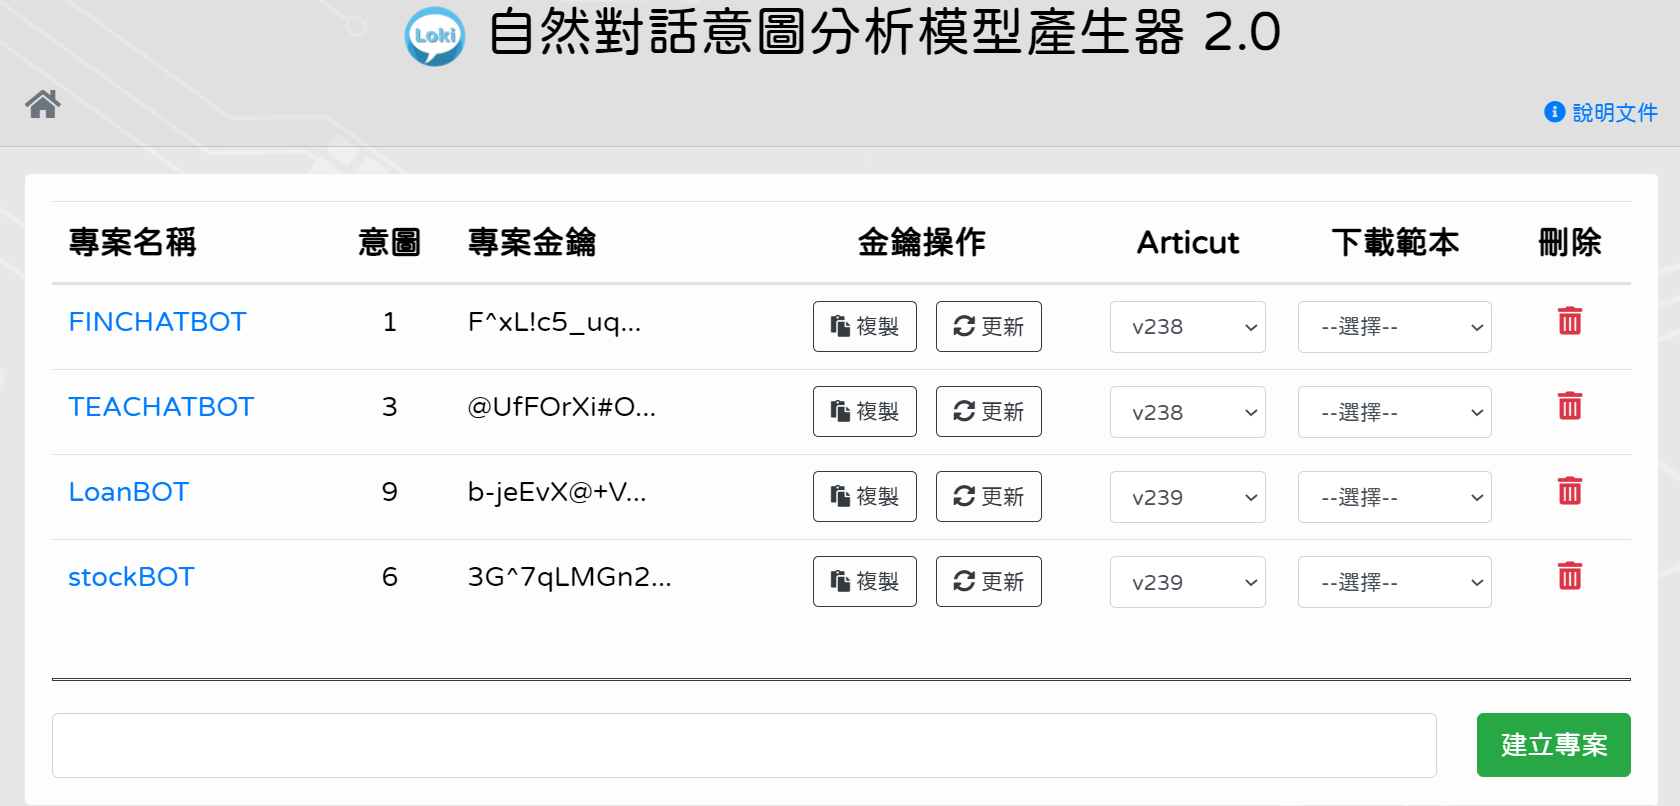 Loki 自然對話意圖分析模型產生器 2.0
說明文件
專案名稱 意圖 專案金鑰 金鑰操作 Articut 下載範本 刪除
FINCHATBOT 1 F^xL!c5_uq... 複製 更新 v238 --選擇--
TEACHATBOT 3 @UfFOrXi#O... 複製 更新 v238 --選擇--
LoanBOT 9 b-jeEvX@+V... 複製 更新 v239 --選擇--
stockBOT 6 3G^7qLMGn2... 複製 更新 v239 --選擇--
建立專案